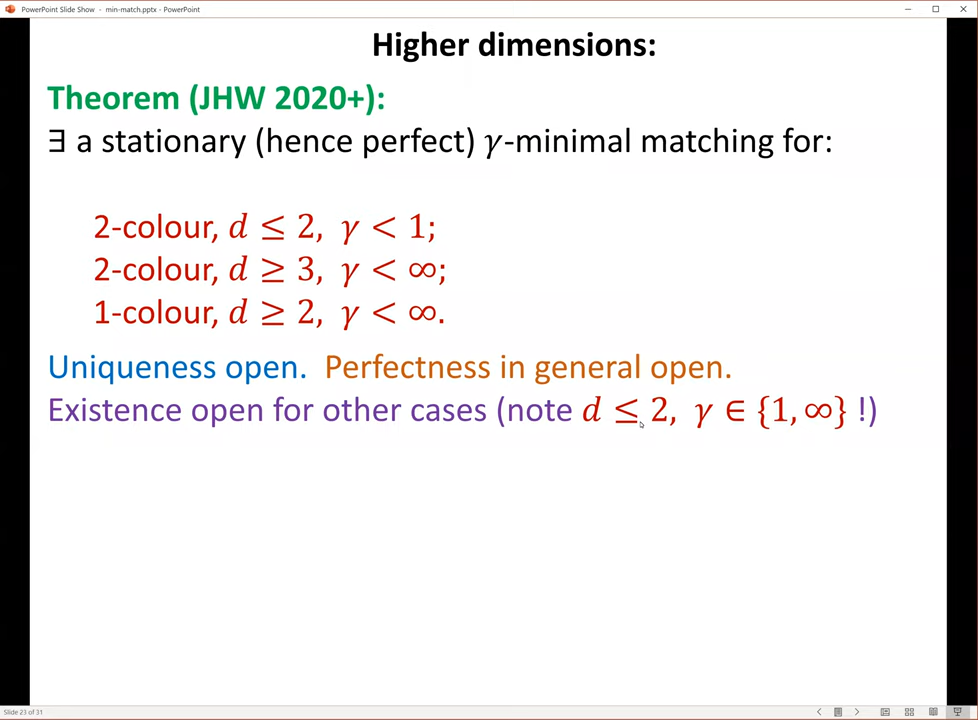 PowerPoint Slide Show - min-match.pptx - PowerPoint
Higher dimensions:
Theorem (JHW 2020+):
∃ a stationary (hence perfect) γ-minimal matching for:
2-colour, d ≤ 2, γ < 1;
2-colour, d ≥ 3, γ < ∞;
1-colour, d ≥ 2, γ < ∞.
Uniqueness open. Perfectness in general open.
Existence open for other cases (note d ≤ 2, γ ∈ {1, ∞} !)
Slide 23 of 31